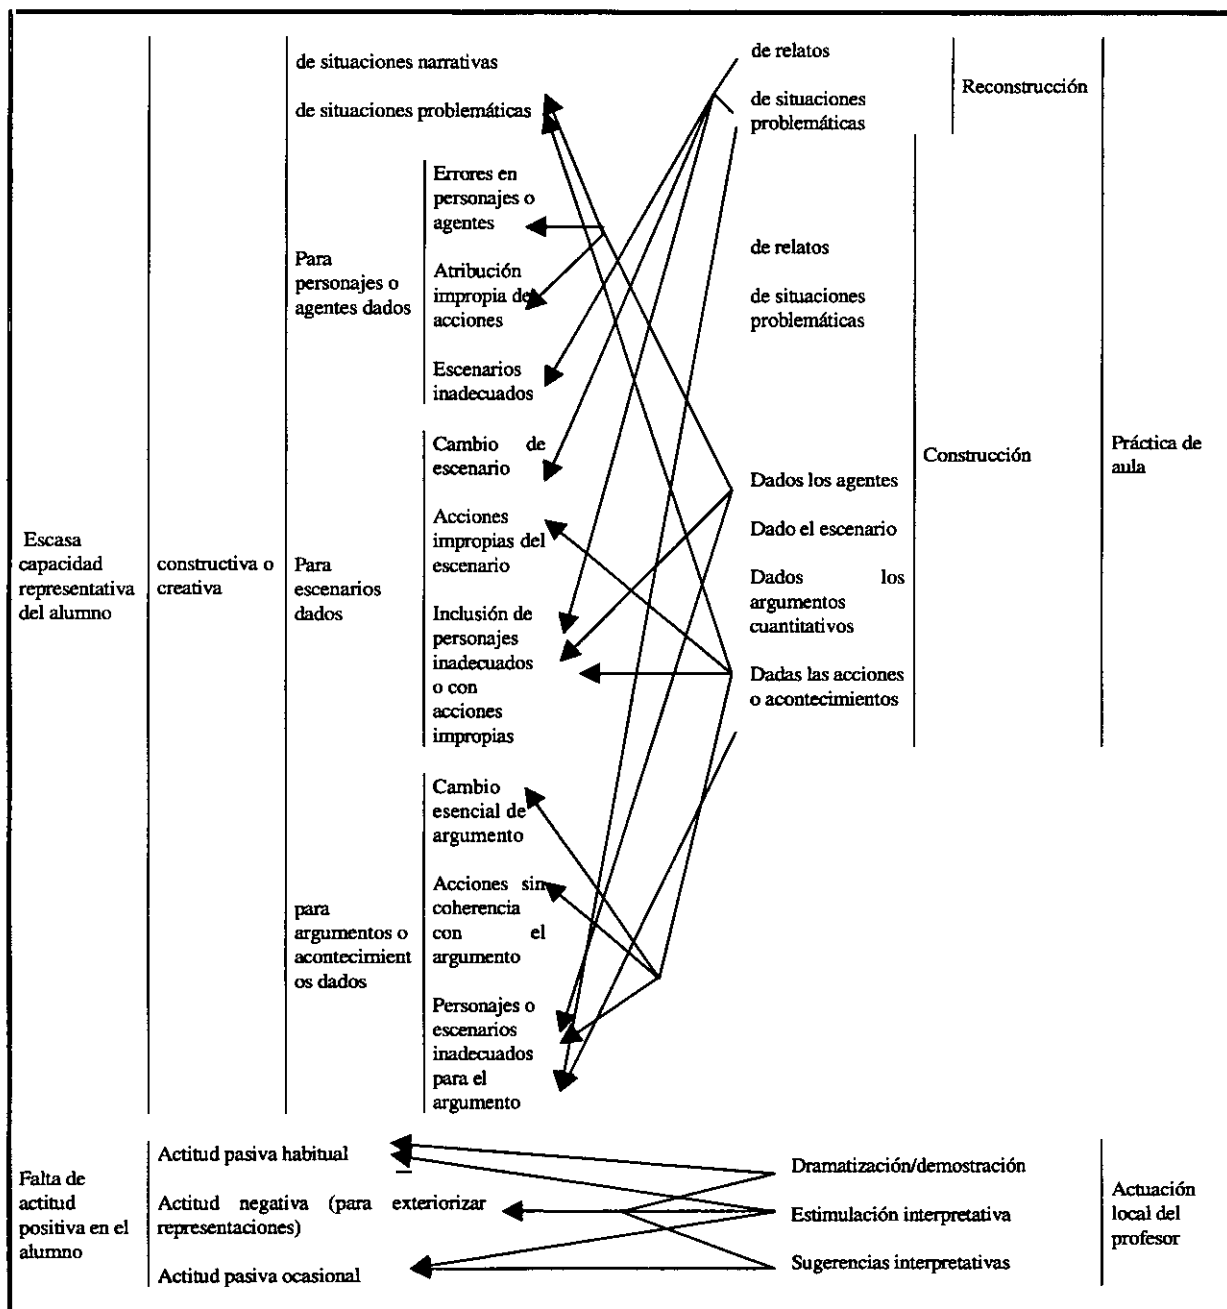 de situaciones narrativas
de situaciones problemáticas
Errores en
personajes o
agentes
Para
personajes o
agentes dados
Atribución
impropia de
acciones
Escenarios
inadecuados
Cambio de
escenario
Acciones
impropias del
escenario
Escasa
capacidad
representativa
del alumno
constructiva o
creativa
Para
escenarios
dados
Inclusión de
personajes
inadecuados
o con
acciones
impropias
Cambio
esencial de
argumento
Acciones sin
coherencia
con el
argumento
para
argumentos o
acontecimient
os dados
Personajes o
escenarios
inadecuados
para el
argumento
de relatos
de situaciones
problemáticas
Reconstrucción
de relatos
de situaciones
problemáticas
Dados los agentes
Dado el escenario
Dados los
argumentos
cuantitativos
Dadas las acciones
o acontecimientos
Construcción
Práctica de
aula
Falta de
actitud
positiva en el
alumno
Actitud pasiva habitual
Actitud negativa (para exteriorizar
representaciones)
Actitud pasiva ocasional
Dramatización/demostración
Estimulación interpretativa
Sugerencias interpretativas
Actuación
local del
profesor